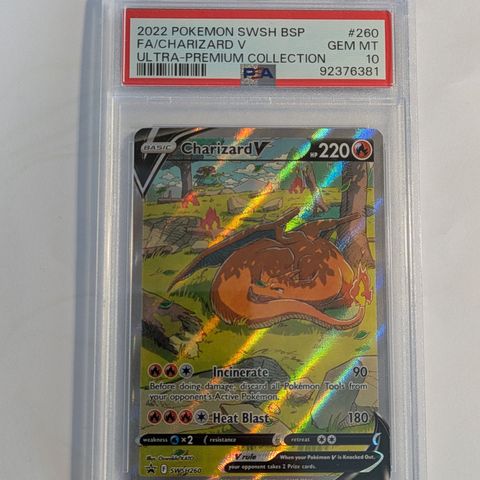 2022 POKEMON SWSH BSP #260
FA/CHARIZARD V GEM MT
ULTRA-PREMIUM COLLECTION 10
PSA 92376381
BASIC Charizard V HP 220
Incinerate 90
Before doing damage, discard all Pokémon Tools from
your opponent's Active Pokémon.
Heat Blast 180
weakness ×2 resistance retreat
V rule When your Pokémon V is Knocked Out,
your opponent takes 2 Prize cards.
SWSH260